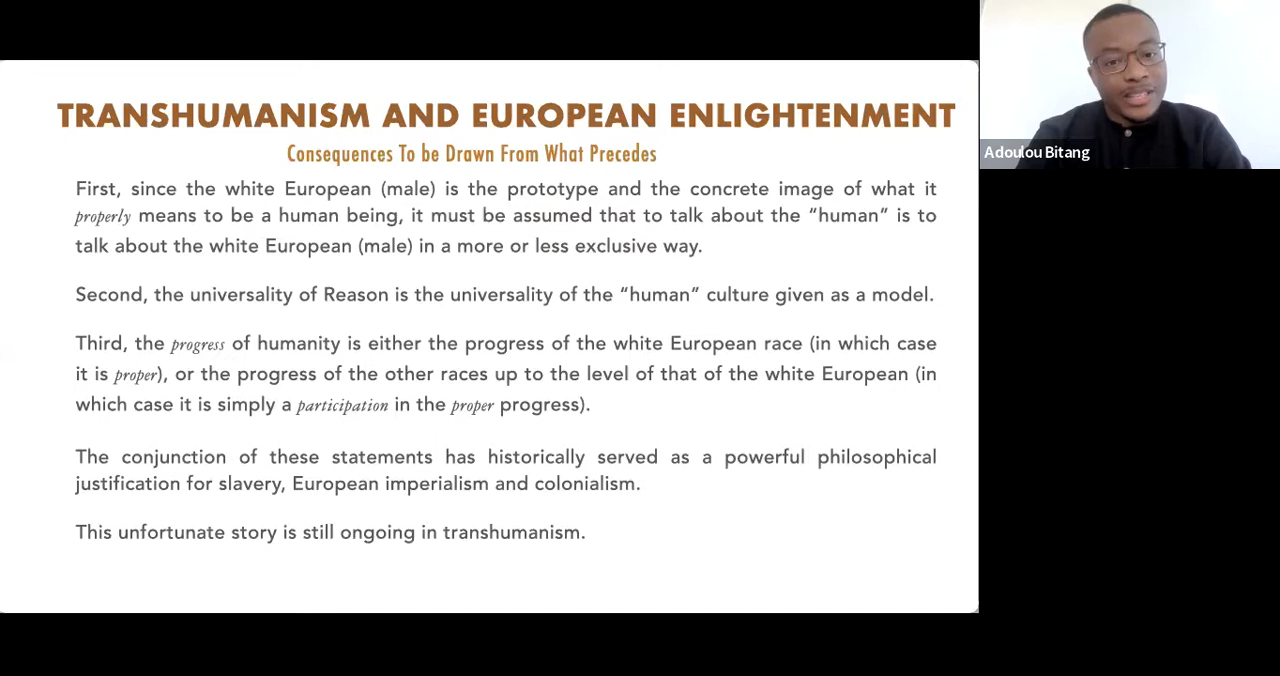 TRANSHUMANISM AND EUROPEAN ENLIGHTENMENT
Consequences To be Drawn From What Precedes
First, since the white European (male) is the prototype and the concrete image of what it
properly means to be a human being, it must be assumed that to talk about the “human” is to
talk about the white European (male) in a more or less exclusive way.
Second, the universality of Reason is the universality of the “human” culture given as a model.
Third, the progress of humanity is either the progress of the white European race (in which case
it is proper), or the progress of the other races up to the level of that of the white European (in
which case it is simply a participation in the proper progress).
The conjunction of these statements has historically served as a powerful philosophical
justification for slavery, European imperialism and colonialism.
This unfortunate story is still ongoing in transhumanism.
Adoulou Bitang